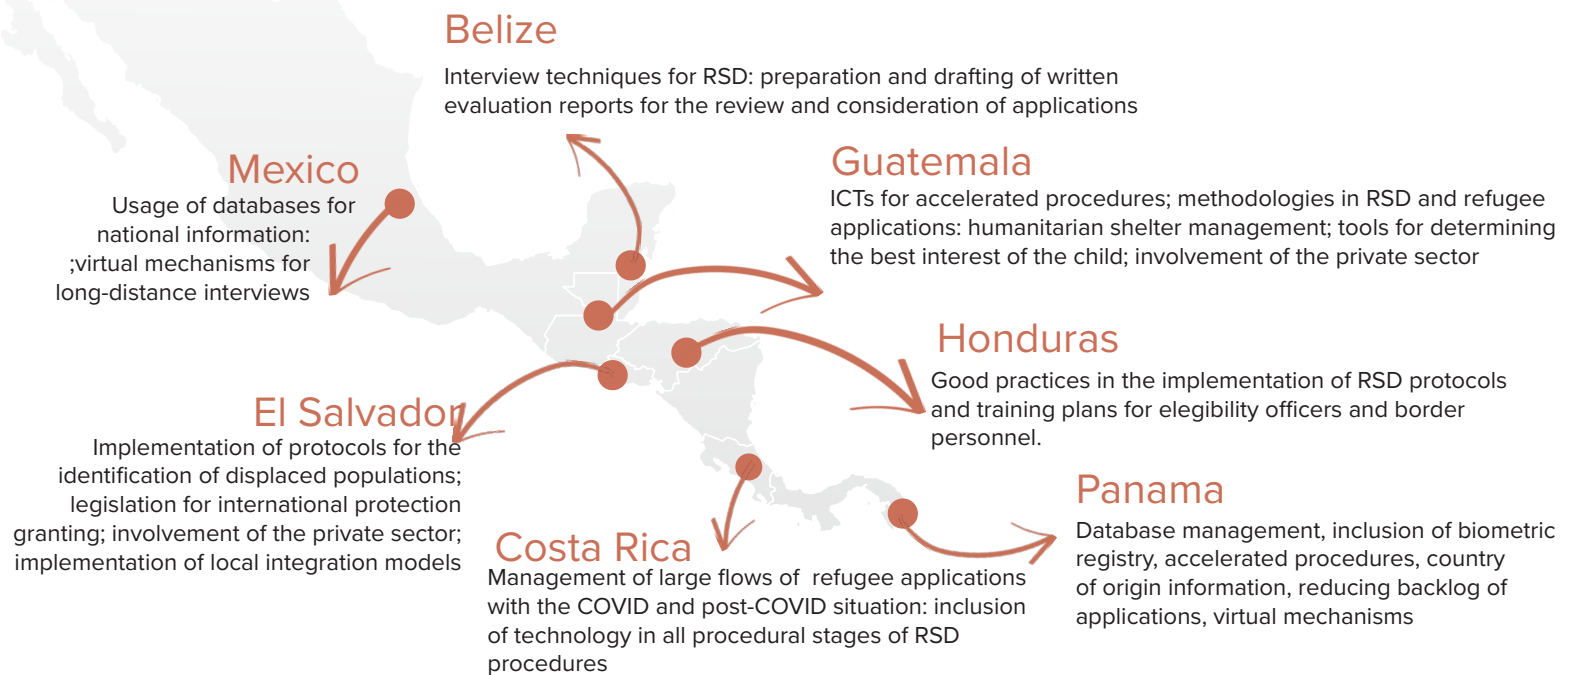 Belize
Interview techniques for RSD: preparation and drafting of written
evaluation reports for the review and consideration of applications
Mexico
Usage of databases for
national information:
;virtual mechanisms for
long-distance interviews
Guatemala
ICTs for accelerated procedures; methodologies in RSD and refugee
applications: humanitarian shelter management; tools for determining
the best interest of the child; involvement of the private sector
Honduras
Good practices in the implementation of RSD protocols
and training plans for elegibility officers and border
personnel.
El Salvador
Implementation of protocols for the
identification of displaced populations;
legislation for international protection
granting; involvement of the private sector;
implementation of local integration models
Costa Rica
Management of large flows of  refugee applications
with the COVID and post-COVID situation: inclusion
of technology in all procedural stages of RSD
procedures
Panama
Database management, inclusion of biometric
registry, accelerated procedures, country
of origin information, reducing backlog of
applications, virtual mechanisms